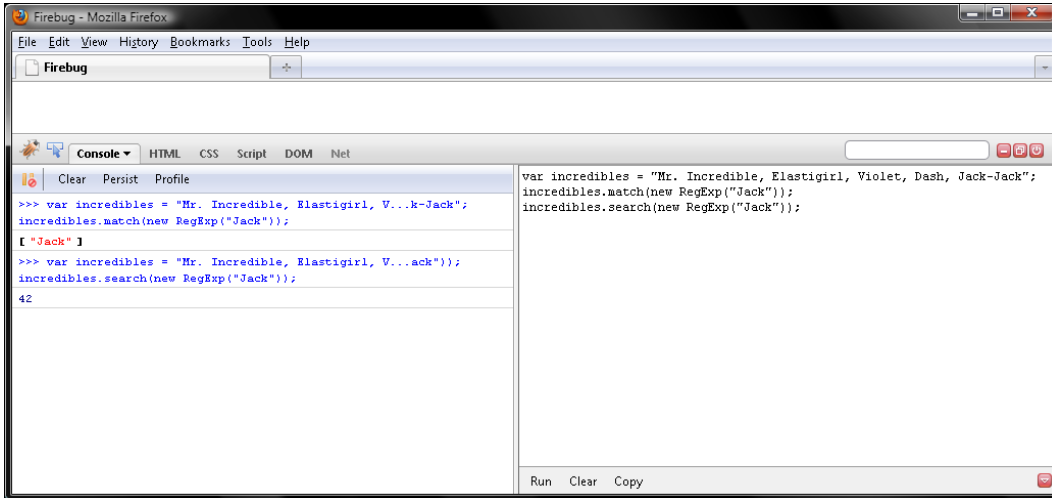 Firebug - Mozilla Firefox
File Edit View History Bookmarks Tools Help
Firebug
Console HTML CSS Script DOM Net
Clear Persist Profile
>>> var incredibles = "Mr. Incredible, Elastigirl, V...k-Jack";
incredibles.match(new RegExp("Jack"));
[ "Jack" ]
>>> var incredibles = "Mr. Incredible, Elastigirl, V...ack"));
incredibles.search(new RegExp("Jack"));
42
var incredibles = "Mr. Incredible, Elastigirl, Violet, Dash, Jack-Jack";
incredibles.match(new RegExp("Jack"));
incredibles.search(new RegExp("Jack"));
Run Clear Copy